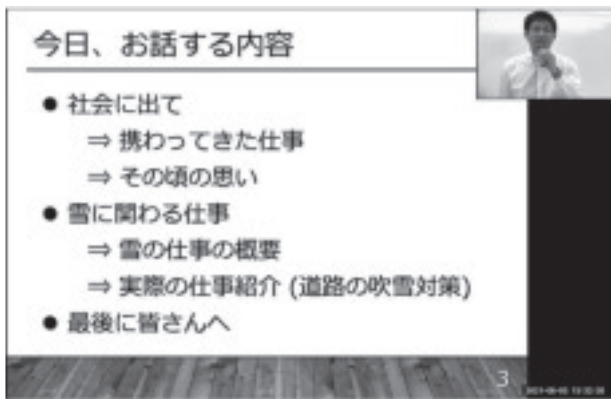 今日、お話する内容
● 社会に出て
⇒ 携わってきた仕事
⇒ その頃の思い
● 雪に関わる仕事
⇒ 雪の仕事の概要
⇒ 実際の仕事紹介 (道路の吹雪対策)
● 最後に皆さんへ
3